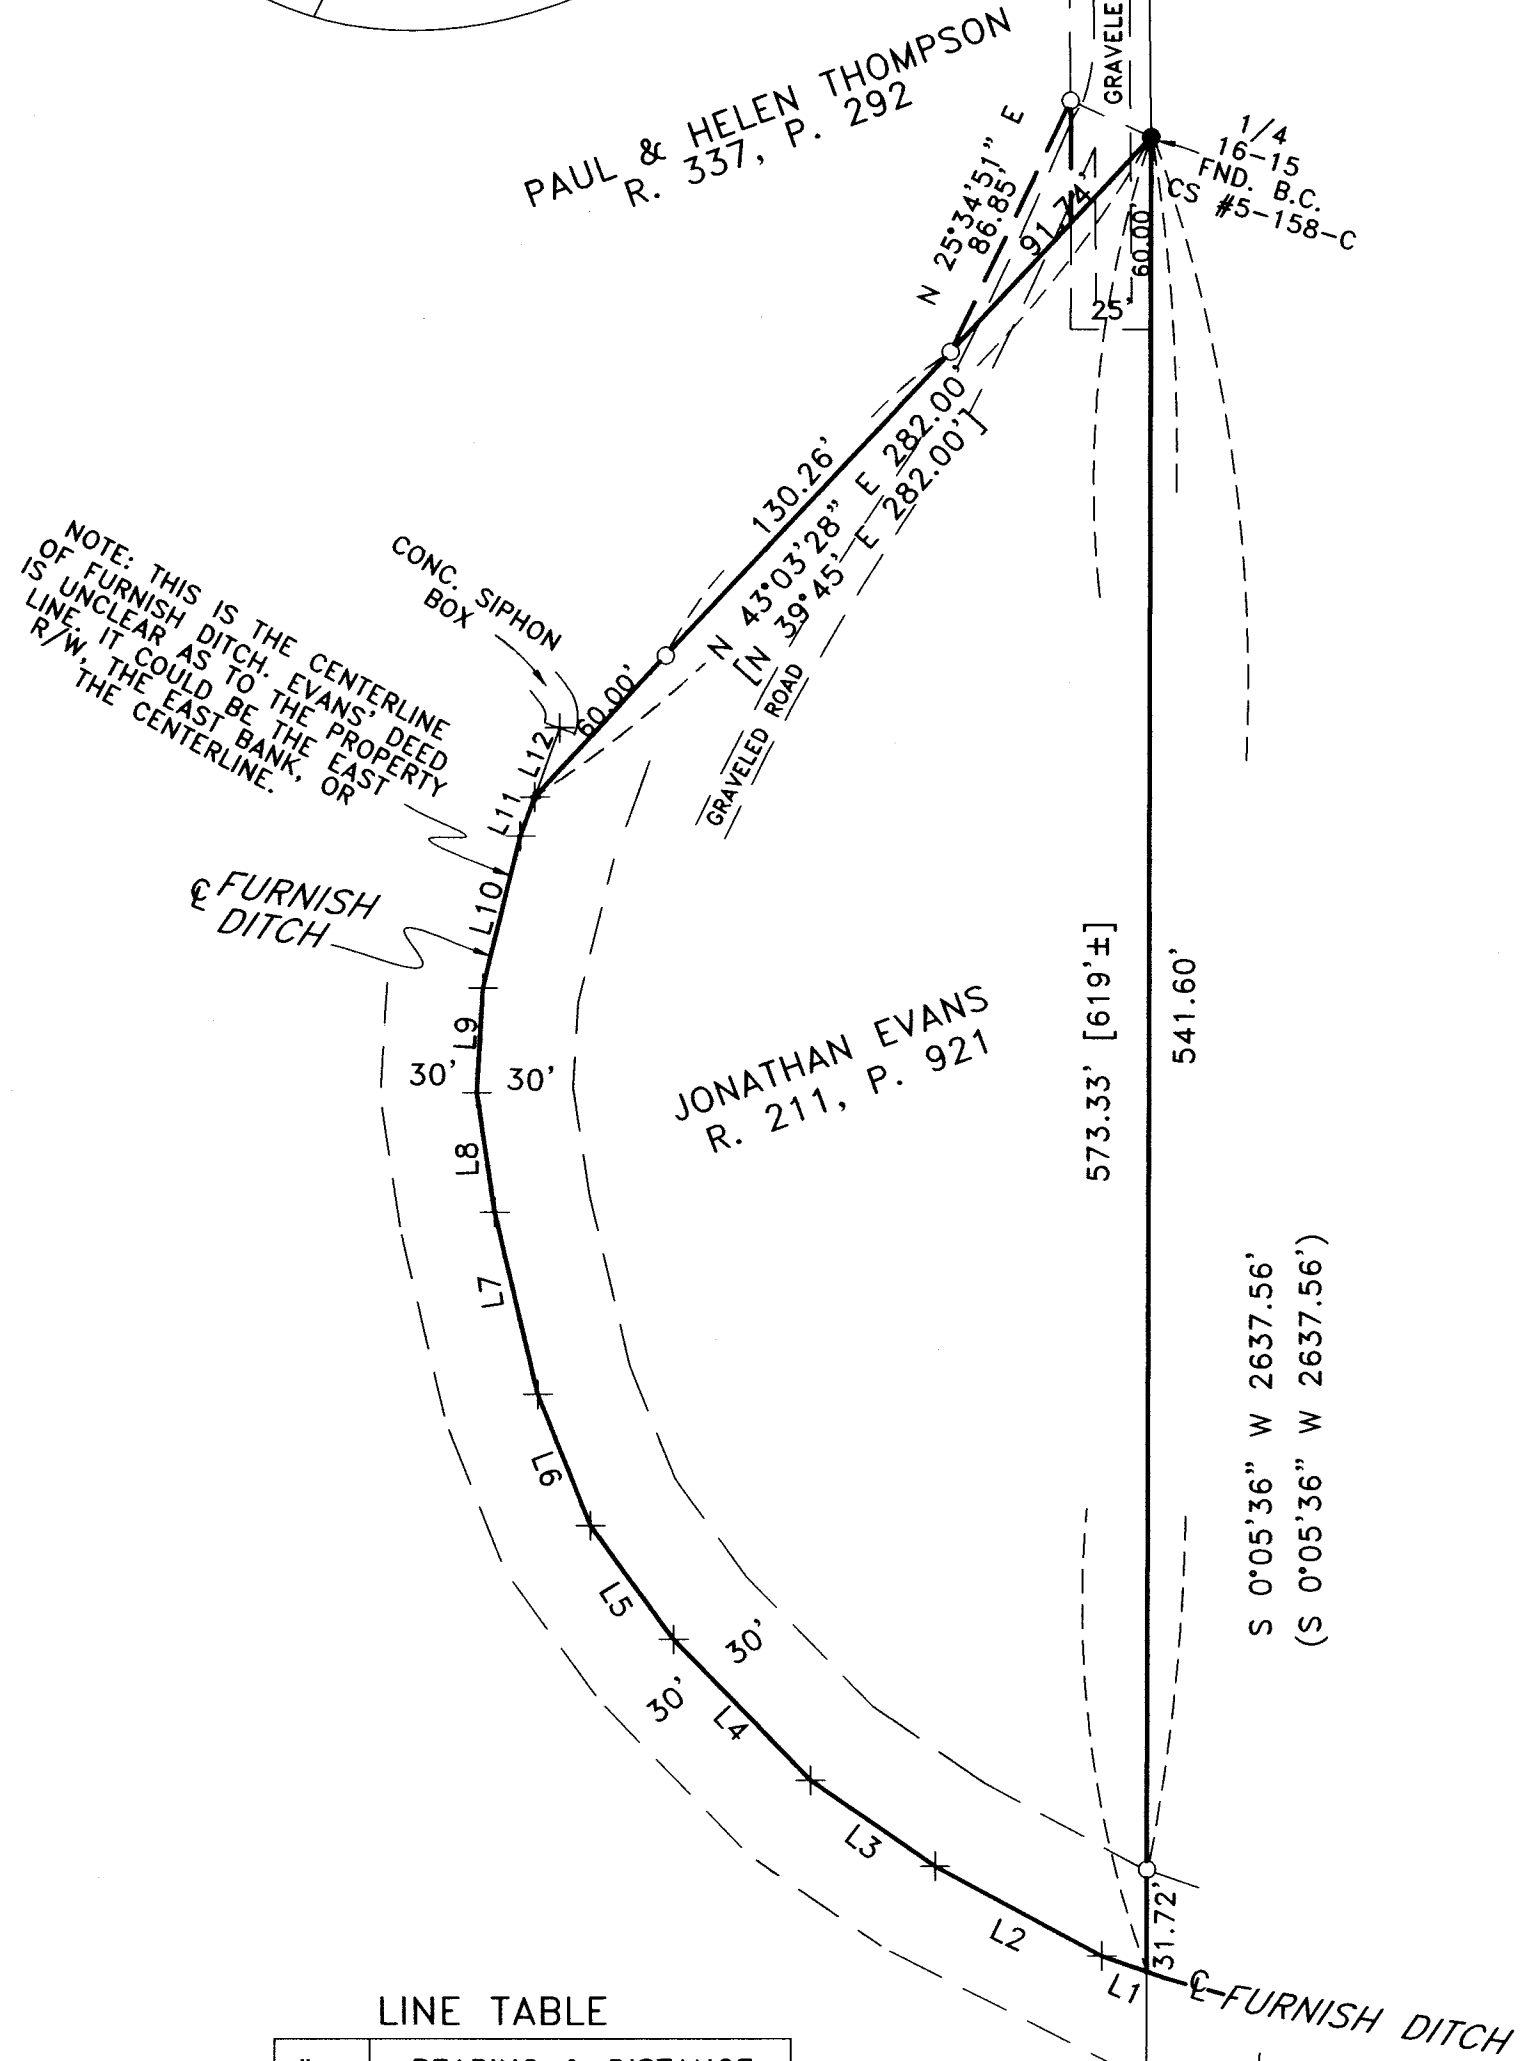 GRAVELE
PAUL & HELEN THOMPSON
R. 337, P. 292
1/4
16-15
FND. B.C.
CS #5-158-C
N 25°34'51" E
86.85'
91.74'
60.00'
25'
130.26'
N 43°03'28" E 282.00'
[N 39°45' E 282.00']
GRAVELED ROAD
CONC. SIPHON
BOX
60.00'
NOTE: THIS IS THE CENTERLINE
OF FURNISH DITCH. EVANS' DEED
IS UNCLEAR AS TO THE PROPERTY
LINE. IT COULD BE THE EAST
R/W, THE EAST BANK, OR
THE CENTERLINE.
L12
L11
L10
℄ FURNISH
DITCH
L9
30' 30'
L8
L7
L6
L5
30'
30'
L4
L3
L2
L1
JONATHAN EVANS
R. 211, P. 921
573.33' [619'±]
541.60'
S 0°05'36" W 2637.56'
(S 0°05'36" W 2637.56')
31.72'
℄ FURNISH DITCH
LINE TABLE
BEARING & DISTANCE